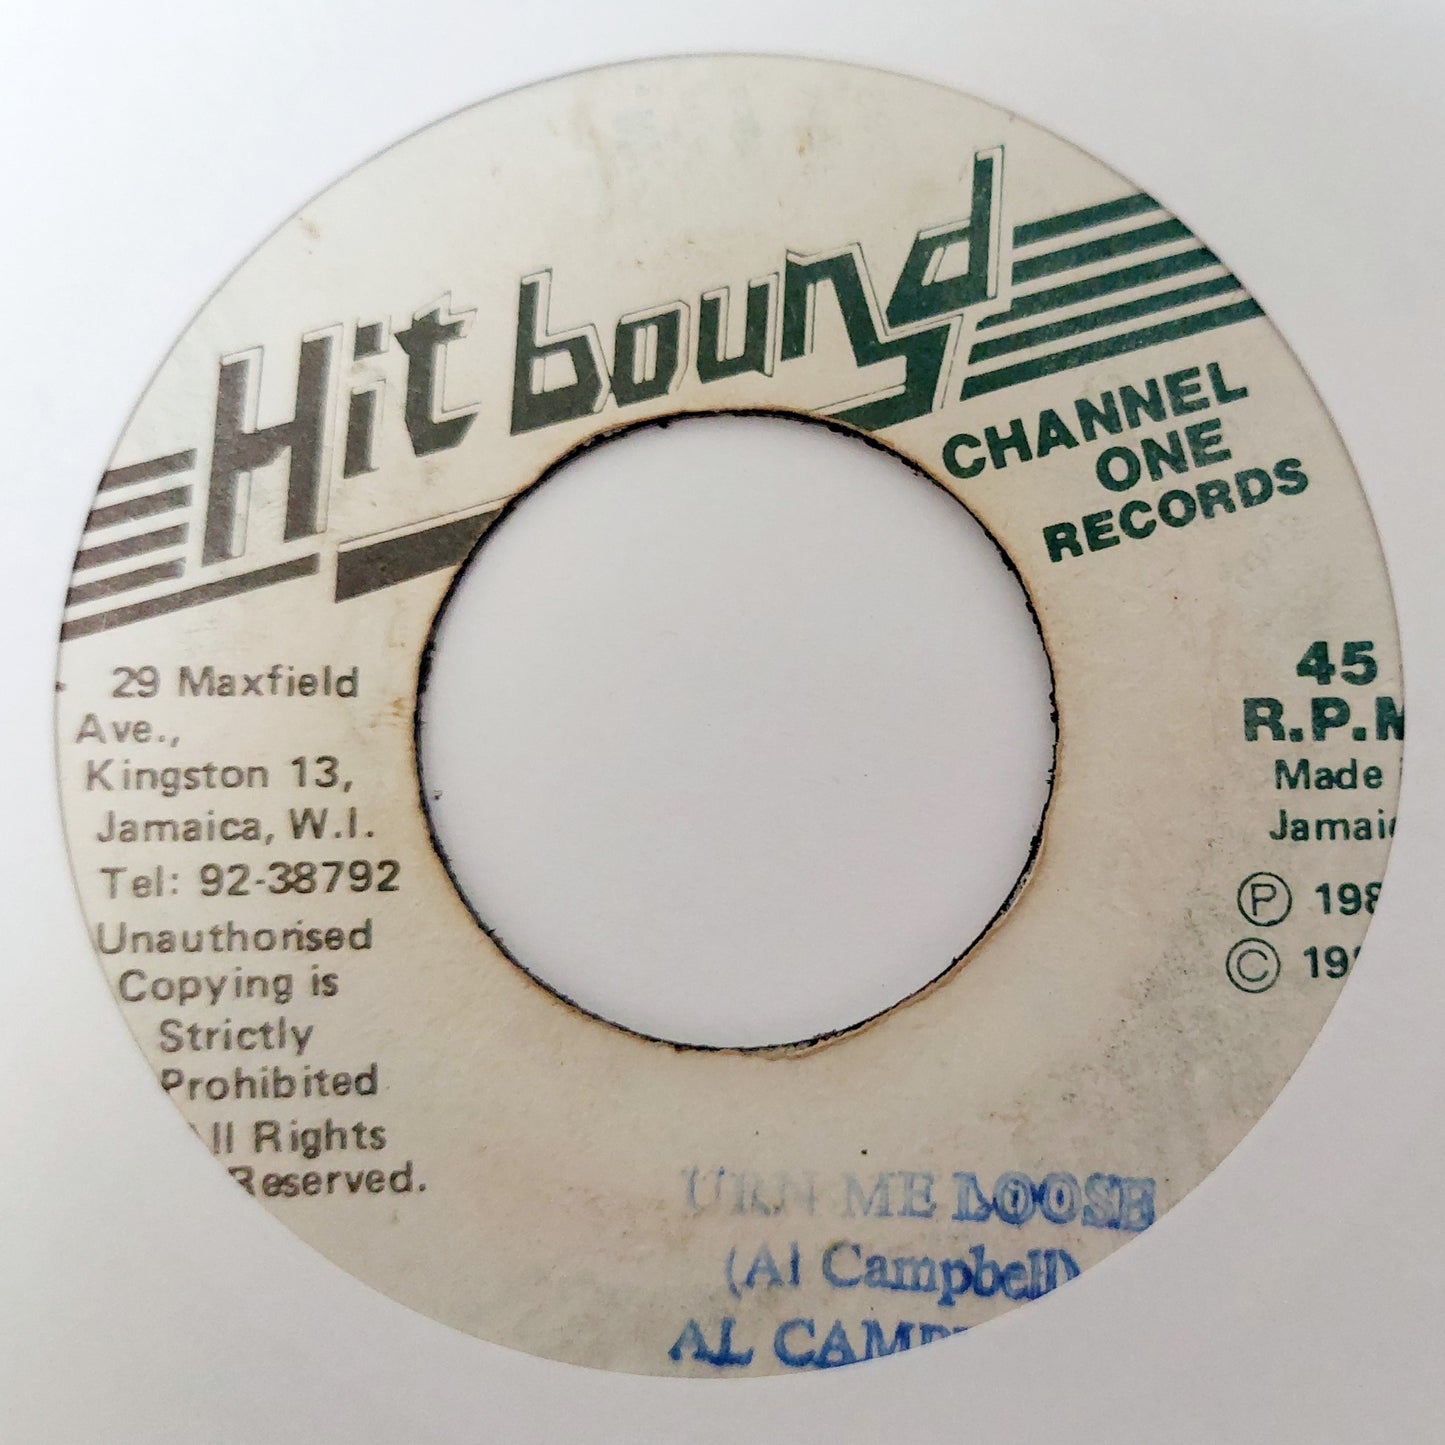 Hit bound
CHANNEL
ONE
RECORDS
29 Maxfield
Ave.,
Kingston 13,
Jamaica, W.I.
Tel: 92-38792
Unauthorised
Copying is
Strictly
Prohibited
ll Rights
Reserved.
45
R.P.M
Made
Jamaic
Ⓟ 198
Ⓒ 19
URN ME LOOSE
(Al Campbell)
AL CAMP